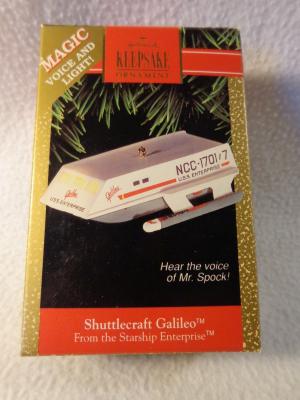 MAGIC
VOICE AND
LIGHT!
Hallmark
KEEPSAKE
ORNAMENT
NCC-1701/7
U.S.S. ENTERPRISE
Galileo
U.S.S. ENTERPRISE
Galileo
Hear the voice
of Mr. Spock!
Shuttlecraft Galileo™
From the Starship Enterprise™